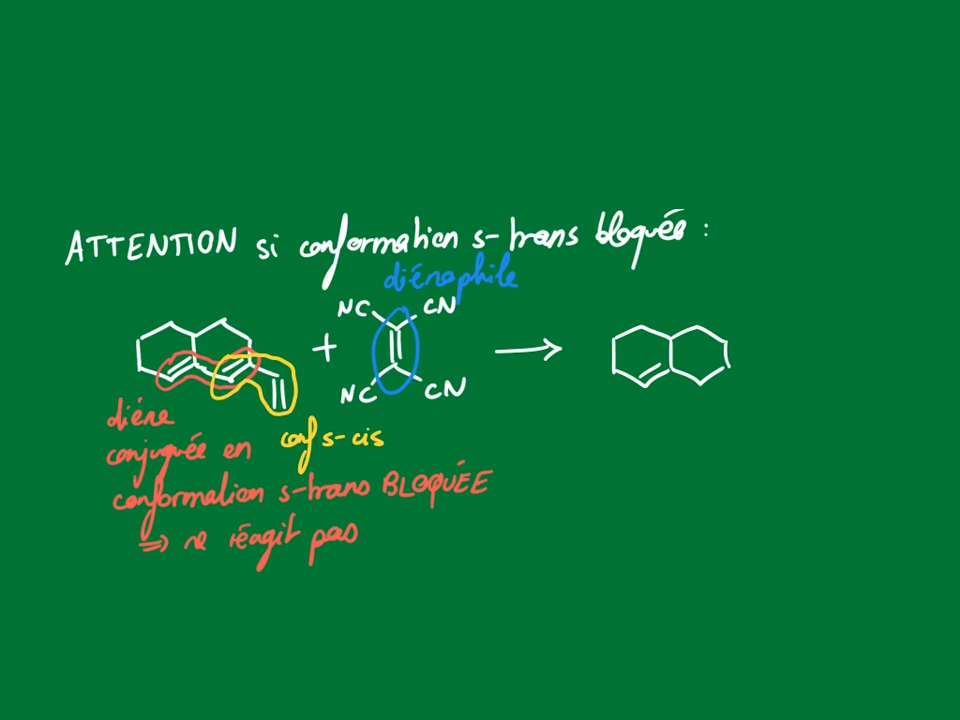 ATTENTION si conformation s-trans bloquée :
diénophile
NC CN
+
NC CN
diène
conjuguée en
conf s-cis
conformation s-trans BLOQUÉE
=> ne réagit pas